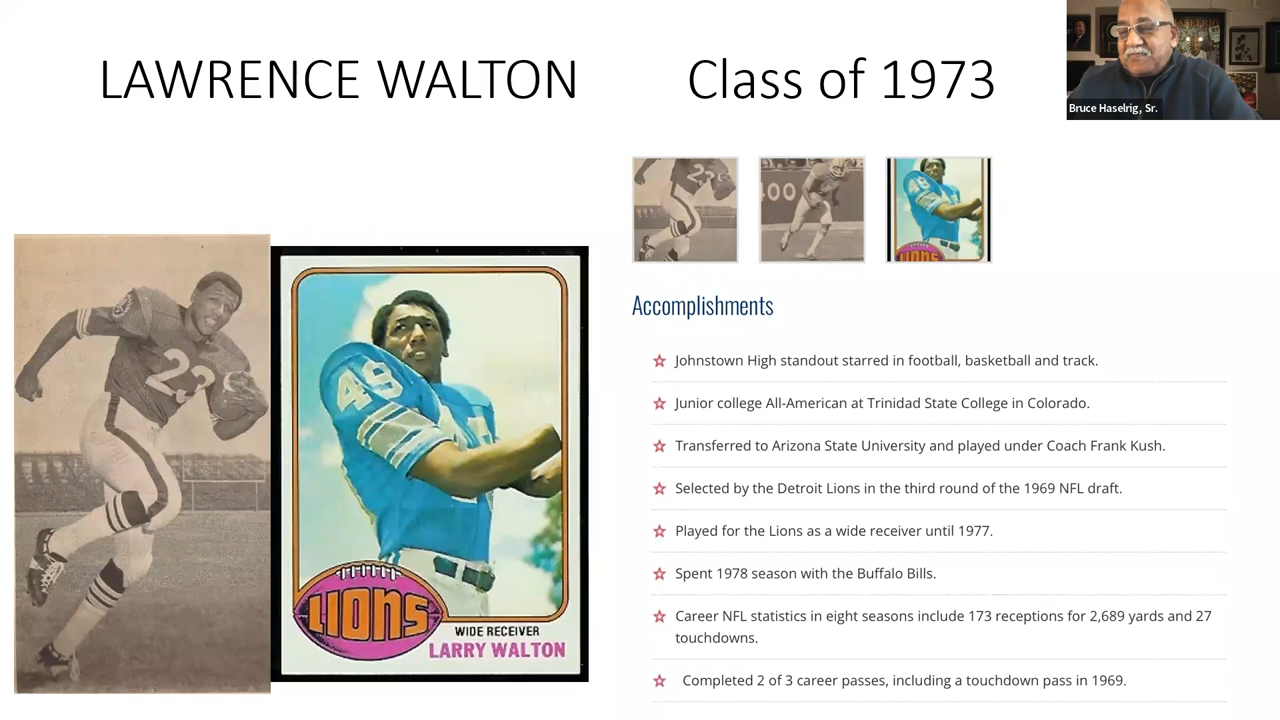 LAWRENCE WALTON
Class of 1973
Bruce Haselrig, Sr.
23
49
LIONS
WIDE RECEIVER
LARRY WALTON
23
400
49
LIONS
Accomplishments
Johnstown High standout starred in football, basketball and track.
Junior college All-American at Trinidad State College in Colorado.
Transferred to Arizona State University and played under Coach Frank Kush.
Selected by the Detroit Lions in the third round of the 1969 NFL draft.
Played for the Lions as a wide receiver until 1977.
Spent 1978 season with the Buffalo Bills.
Career NFL statistics in eight seasons include 173 receptions for 2,689 yards and 27
touchdowns.
Completed 2 of 3 career passes, including a touchdown pass in 1969.